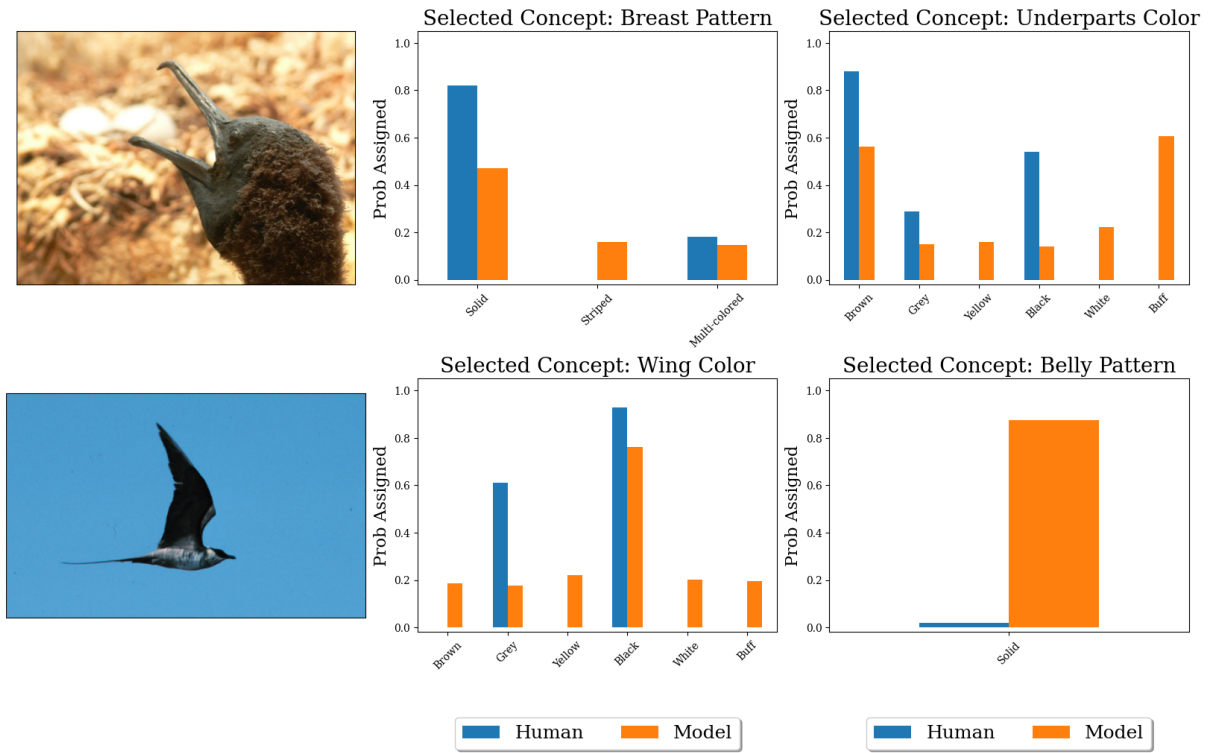 Selected Concept: Breast Pattern
Prob Assigned
1.0
0.8
0.6
0.4
0.2
0.0
Solid
Striped
Multi-colored
Selected Concept: Underparts Color
Prob Assigned
1.0
0.8
0.6
0.4
0.2
0.0
Brown
Grey
Yellow
Black
White
Buff
Selected Concept: Wing Color
Prob Assigned
1.0
0.8
0.6
0.4
0.2
0.0
Brown
Grey
Yellow
Black
White
Buff
Selected Concept: Belly Pattern
Prob Assigned
1.0
0.8
0.6
0.4
0.2
0.0
Solid
Human Model
Human Model